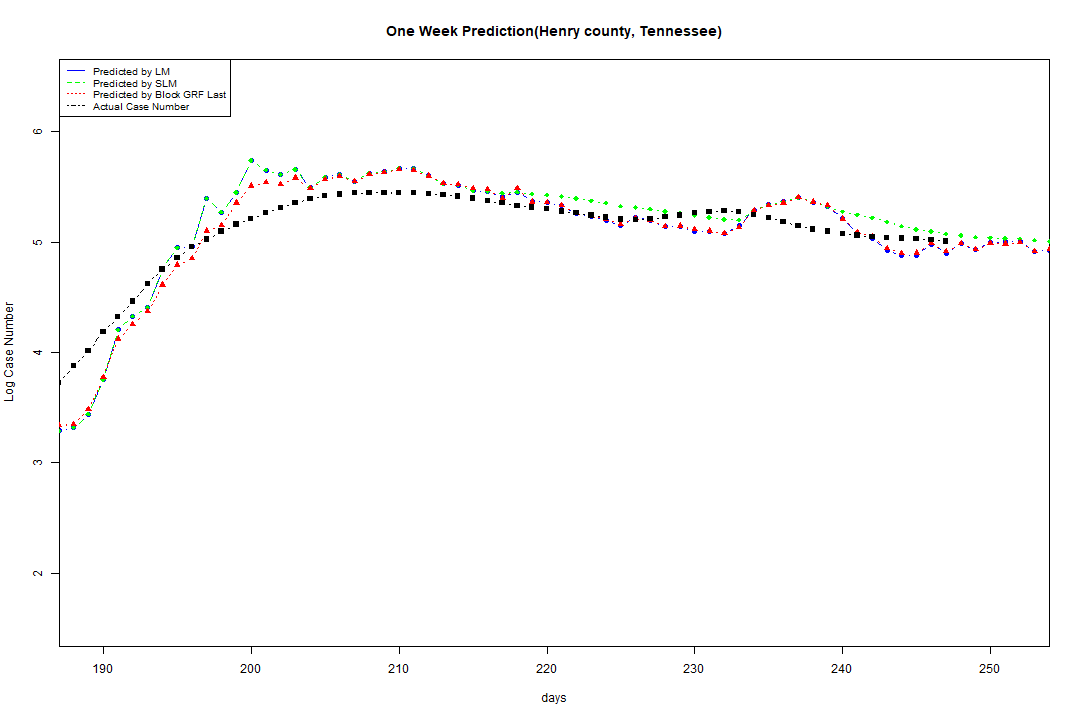 One Week Prediction(Henry county, Tennessee)
Predicted by LM
Predicted by SLM
Predicted by Block GRF Last
Actual Case Number
6
5
4
3
2
Log Case Number
190 200 210 220 230 240 250
days